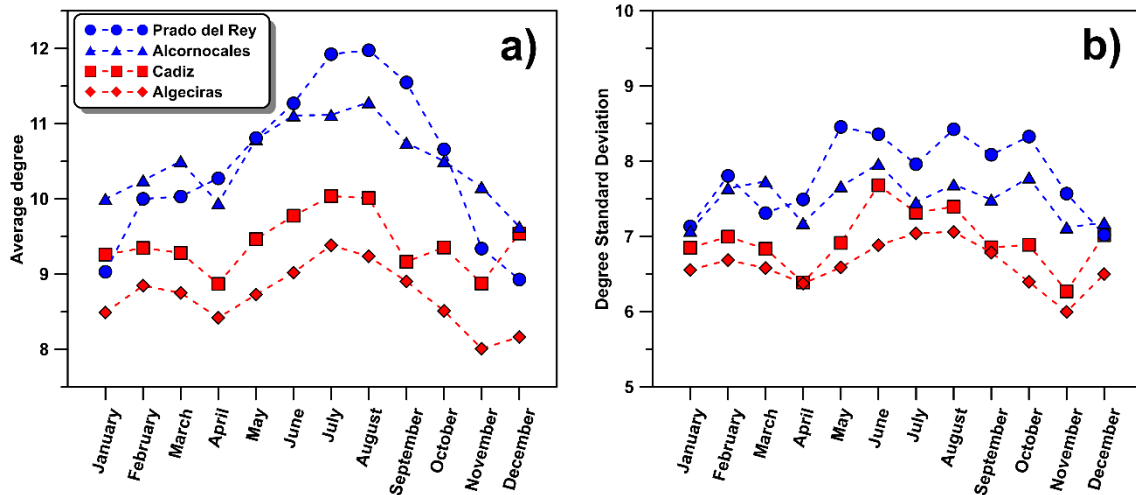 a)
Prado del Rey
Alcornocales
Cadiz
Algeciras
Average degree
12
11
10
9
8
January
February
March
April
May
June
July
August
September
October
November
December
b)
Degree Standard Deviation
10
9
8
7
6
5
January
February
March
April
May
June
July
August
September
October
November
December